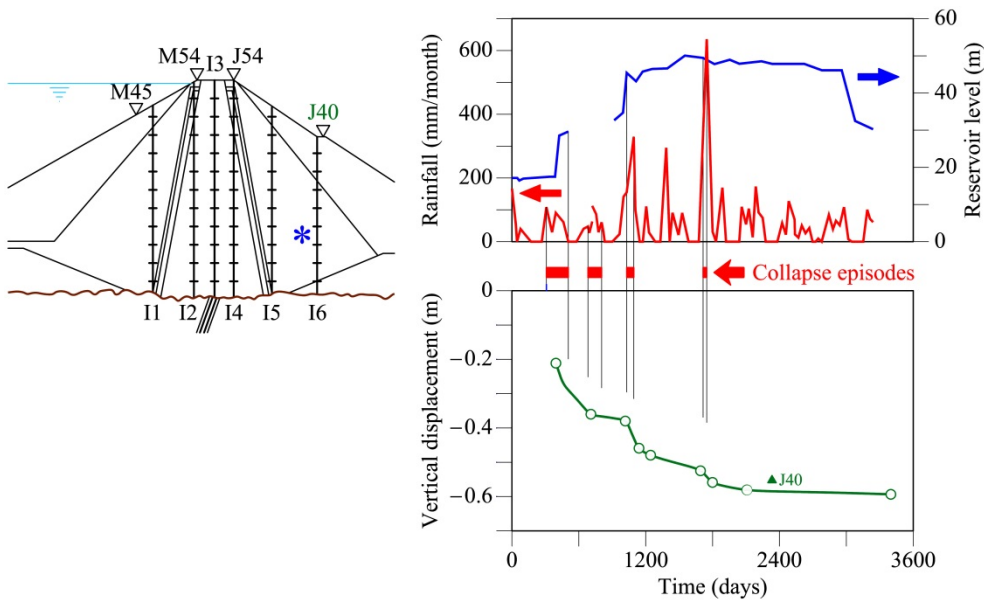 M54 I3 J54
M45
J40
*
I1 I2 I4 I5 I6
Rainfall (mm/month)
600
400
200
0
Reservoir level (m)
60
40
20
0
Collapse episodes
Vertical displacement (m)
0
−0.2
−0.4
−0.6
J40
0 1200 2400 3600
Time (days)